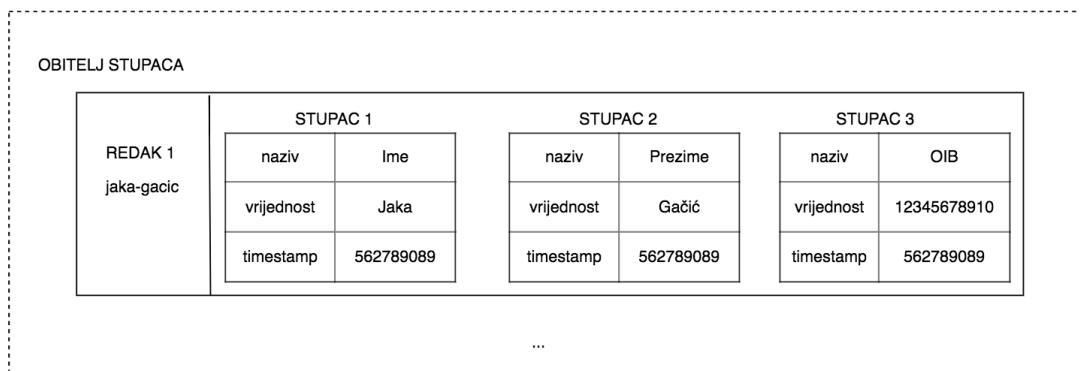 OBITELJ STUPACA
STUPAC 1 STUPAC 2 STUPAC 3
REDAK 1
jaka-gacic
naziv Ime naziv Prezime naziv OIB
vrijednost Jaka vrijednost Gačić vrijednost 12345678910
timestamp 562789089 timestamp 562789089 timestamp 562789089
...